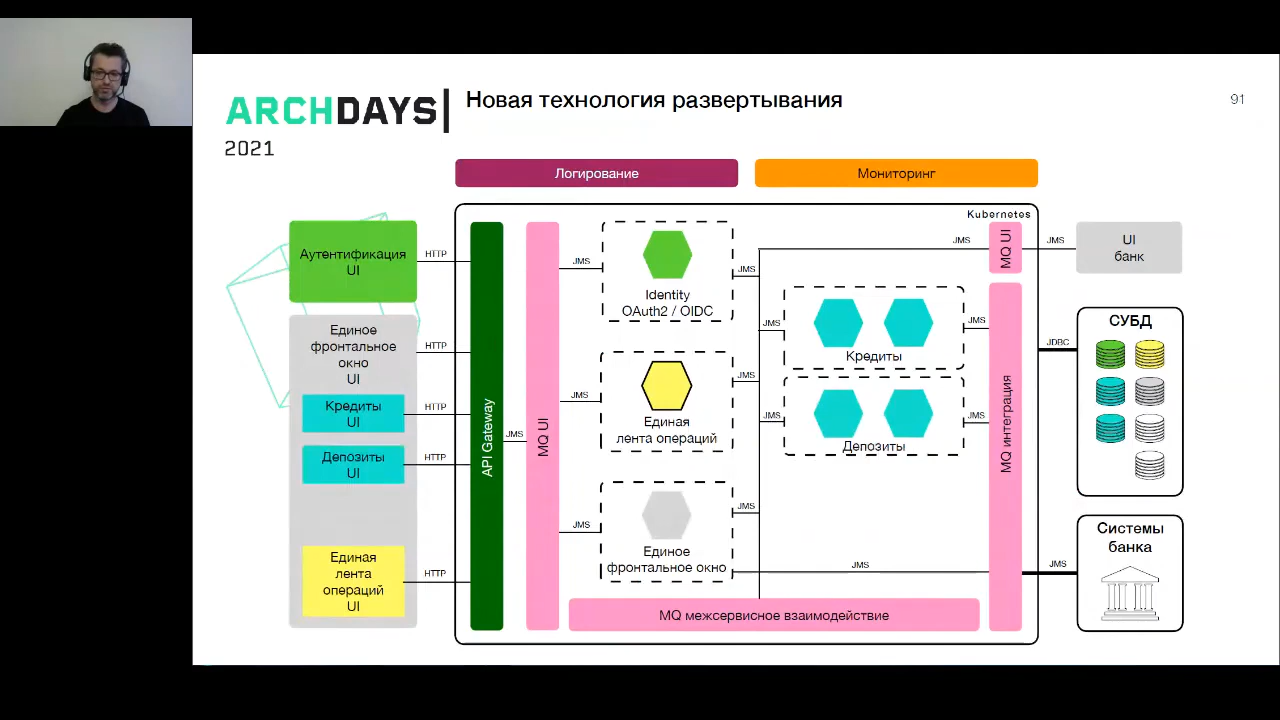 ARCHDAYS
2021
Новая технология развертывания
91
Логирование
Мониторинг
Kubernetes
Аутентификация
UI
Единое
фронтальное
окно
UI
Кредиты
UI
Депозиты
UI
Единая
лента
операций
UI
HTTP
HTTP
HTTP
HTTP
HTTP
API Gateway
JMS
MQ UI
JMS
JMS
JMS
Identity
OAuth2 / OIDC
Единая
лента операций
Единое
фронтальное окно
JMS
JMS
JMS
JMS
JMS
JMS
Кредиты
Депозиты
JMS
JMS
JMS
MQ UI
MQ интеграция
MQ межсервисное взаимодействие
JMS
JDBC
JMS
UI
банк
СУБД
Системы
банка